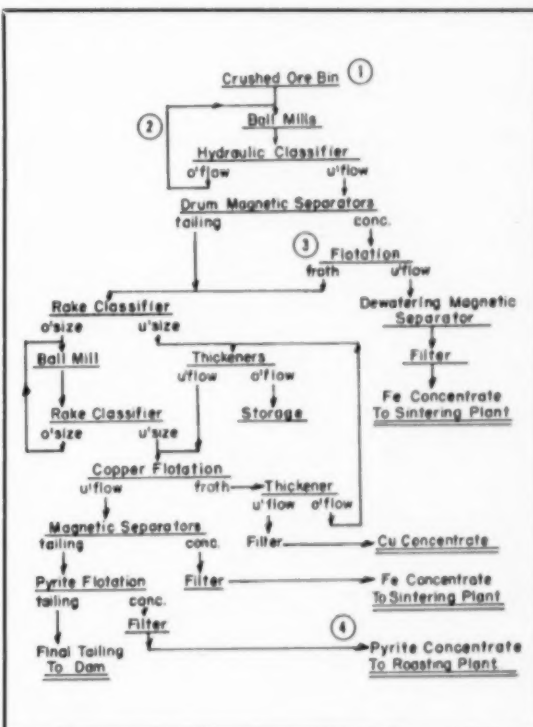 Crushed Ore Bin 1
2 Ball Mills
Hydraulic Classifier
o'flow u'flow
Drum Magnetic Separators
tailing conc.
3 Flotation
froth u'flow
Rake Classifier
o'size u'size
Dewatering Magnetic
Separator
Ball Mill Thickeners Filter
u'flow o'flow
Fe Concentrate
To Sintering Plant
Rake Classifier Storage
o'size u'size
Copper Flotation
u'flow froth Thickener
u'flow o'flow
Magnetic Separators
tailing conc. Filter Cu Concentrate
Pyrite Flotation Filter Fe Concentrate
To Sintering Plant
tailing conc.
Filter 4
Final Tailing
To Dam
Pyrite Concentrate
To Roasting Plant